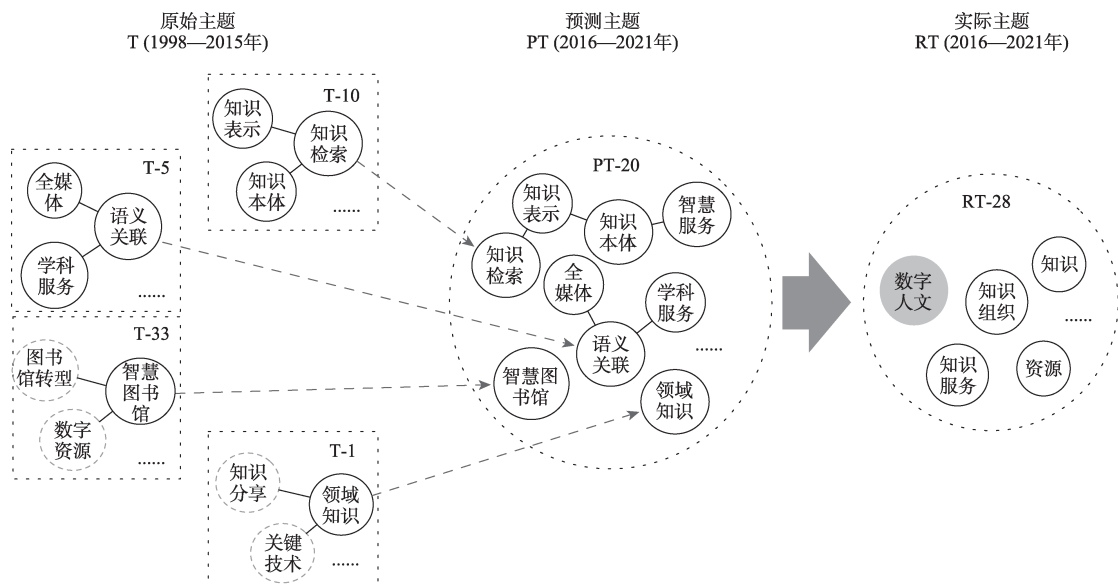 原始主题
T (1998—2015年)
预测主题
PT (2016—2021年)
实际主题
RT (2016—2021年)
T-10
知识
表示
知识
检索
知识
本体
......
T-5
全媒
体
语义
关联
学科
服务
......
T-33
图书
馆转型
智慧
图书
馆
数字
资源
......
T-1
知识
分享
领域
知识
关键
技术
......
PT-20
知识
表示
知识
本体
智慧
服务
知识
检索
全
媒体
学科
服务
语义
关联
......
智慧图
书馆
领域
知识
RT-28
数字
人文
知识
组织
知识
......
知识
服务
资源